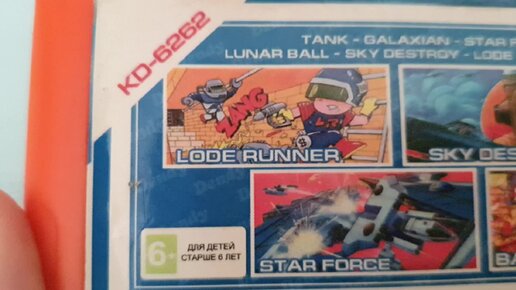 KD-6262
TANK - GALAXIAN - STAR F
LUNAR BALL - SKY DESTROY - LODE
ZANG
LODE RUNNER
SKY DES
STAR FORCE
BA
6+
ДЛЯ ДЕТЕЙ
СТАРШЕ 6 ЛЕТ